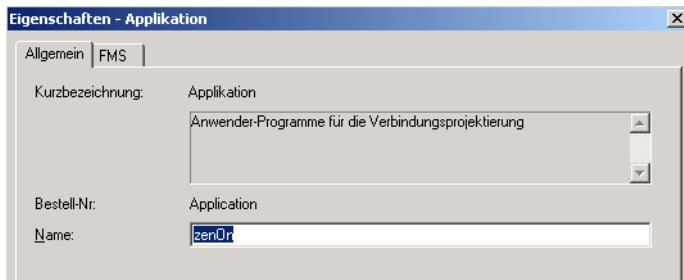 Eigenschaften - Applikation
Allgemein FMS
Kurzbezeichnung: Applikation
Anwender-Programme für die Verbindungsprojektierung
Bestell-Nr: Application
Name: zenOn